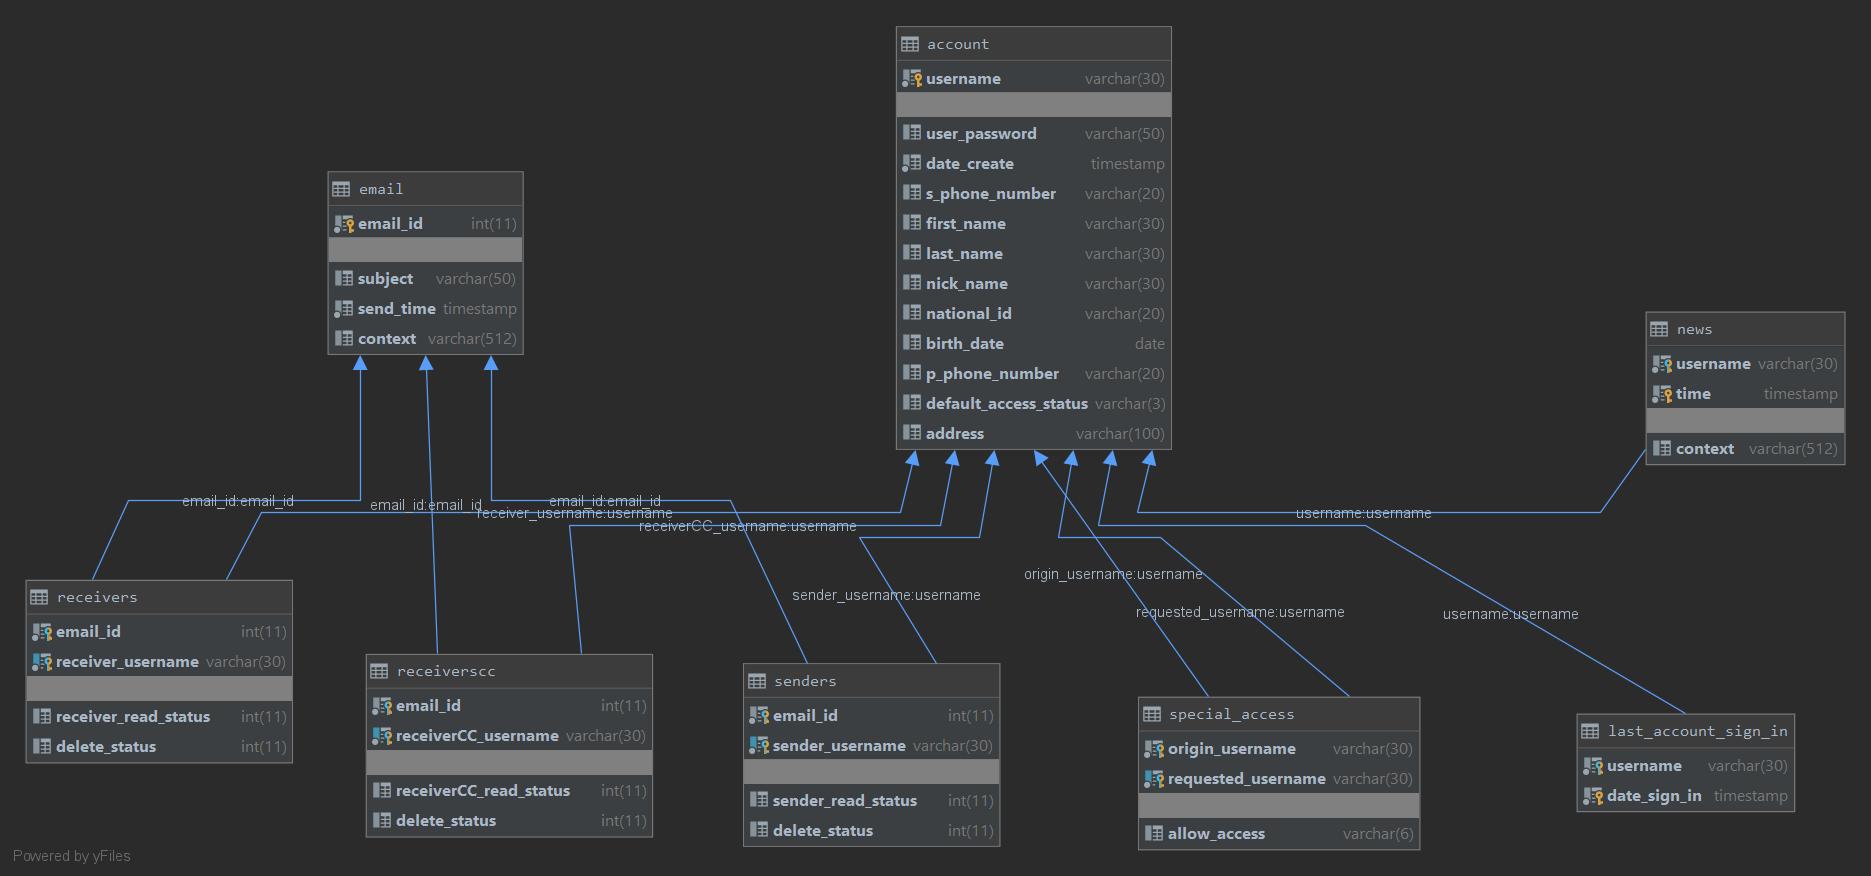 account
username varchar(30)
user_password varchar(50)
date_create timestamp
s_phone_number varchar(20)
first_name varchar(30)
last_name varchar(30)
nick_name varchar(30)
national_id varchar(20)
birth_date date
p_phone_number varchar(20)
default_access_status varchar(3)
address varchar(100)
email
email_id int(11)
subject varchar(50)
send_time timestamp
context varchar(512)
news
username varchar(30)
time timestamp
context varchar(512)
email_id:email_id
email_id:email_id
email_id:email_id
receiver_username:username
receiverCC_username:username
username:username
origin_username:username
sender_username:username
requested_username:username
username:username
receivers
email_id int(11)
receiver_username varchar(30)
receiver_read_status int(11)
delete_status int(11)
receiverscc
email_id int(11)
receiverCC_username varchar(30)
receiverCC_read_status int(11)
delete_status int(11)
senders
email_id int(11)
sender_username varchar(30)
sender_read_status int(11)
delete_status int(11)
special_access
origin_username varchar(30)
requested_username varchar(30)
allow_access varchar(6)
last_account_sign_in
username varchar(30)
date_sign_in timestamp
Powered by yFiles